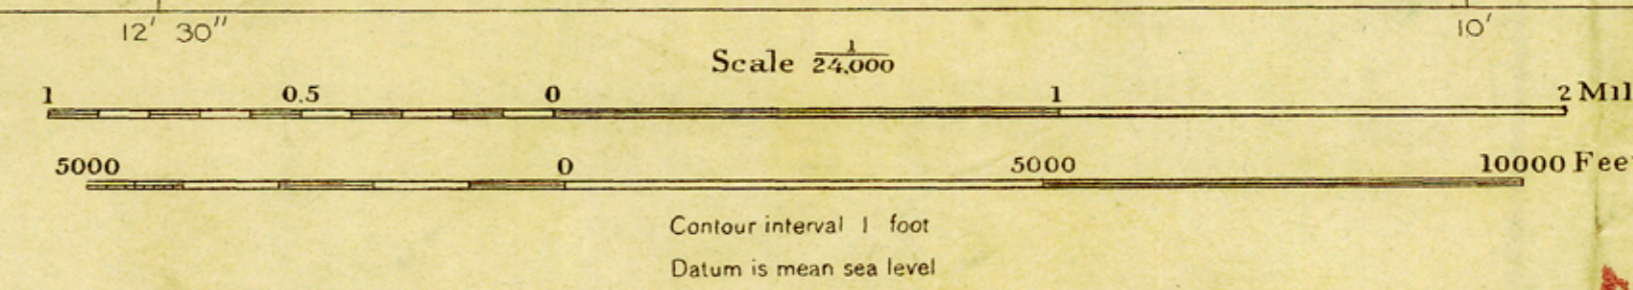 12' 30" 10'
Scale 1/24,000
1 0.5 0 1 2 Mil
5000 0 5000 10000 Fee
Contour interval 1 foot
Datum is mean sea level